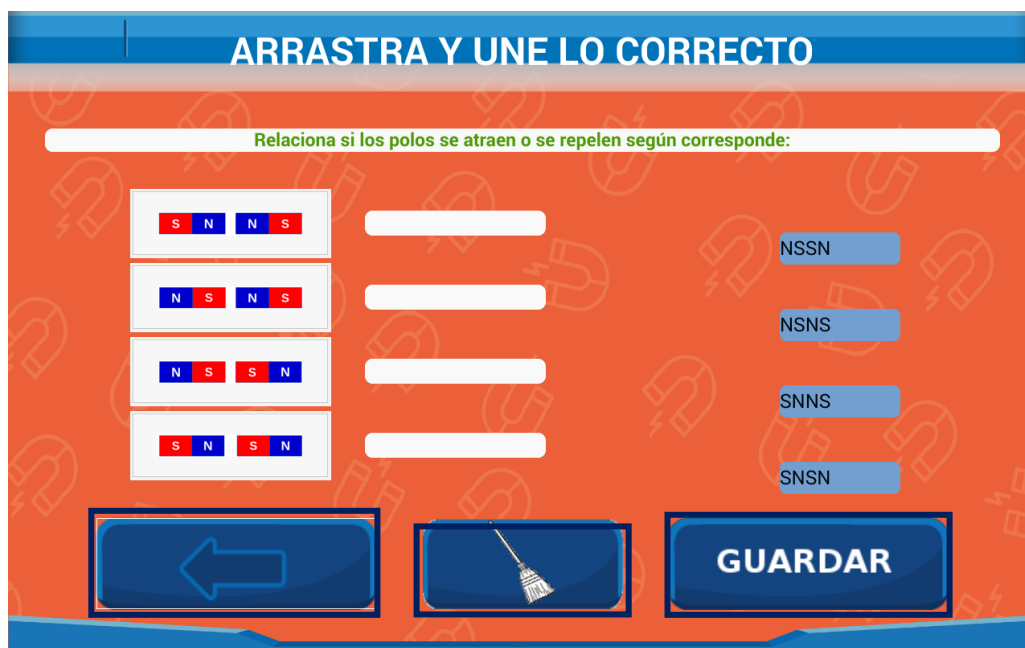 ARRASTRA Y UNE LO CORRECTO
Relaciona si los polos se atraen o se repelen según corresponde:
S N N S
NSSN
N S N S
NSNS
N S S N
SNNS
S N S N
SNSN
GUARDAR